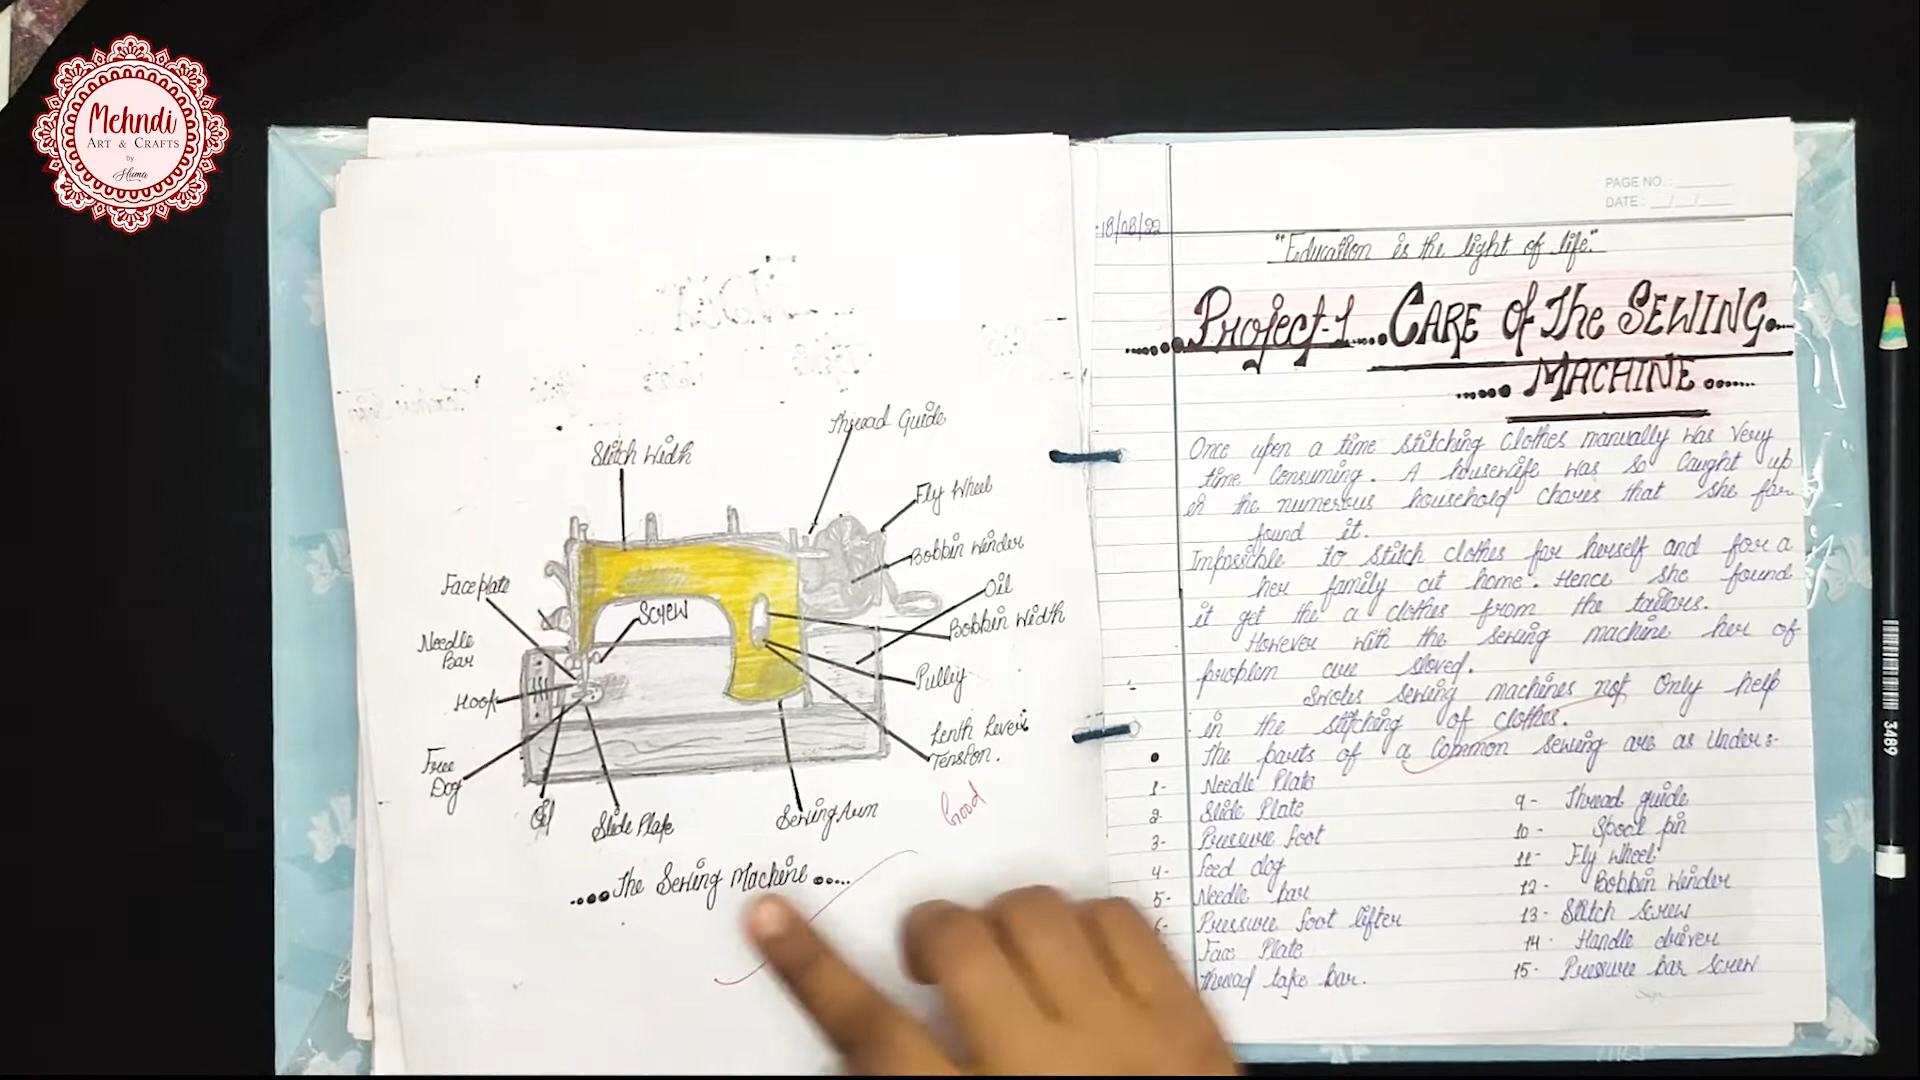 Mehndi
ART & CRAFTS
by
Huma
Stitch Width
Thread Guide
Fly Wheel
Bobbin Winder
Oil
Bobbin Width
Pulley
Lenth Lever
Tension.
Face plate
Screw
Needle
Bar
Hook
Free
Dog
Oil
Slide Plate
Sewing Arm
Good
....The Sewing Machine.....
PAGE NO. :
DATE : __/__/__
18/08/22
"Education is the light of life."
Project-1....CARE Of The SEWING
MACHINE
Once upon a time stitching clothes manually was very
time Consuming. A housewife was so Caught up
in the numerous household chores that she far
found it.
Impossible to stitch clothes for herself and for a
her family at home. Hence she found
it get the a clothes from the tailors.
However with the sewing machine her of
problem are sloved.
sewing machines not Only help
in the stitching of clothes.
• The parts of a Common Sewing are as Under:-
1- Needle Plate
2- Slide Plate
3- Pressure foot
4- feed dog
5- Needle bar
6- Pressure foot lifter
Face Plate
Thread take bar.
9- Thread guide
10- Spool pin
11- Fly wheel
12- Bobbin Winder
13- Stitch Screw
14- Handle driver
15- Pressure bar screw
3489